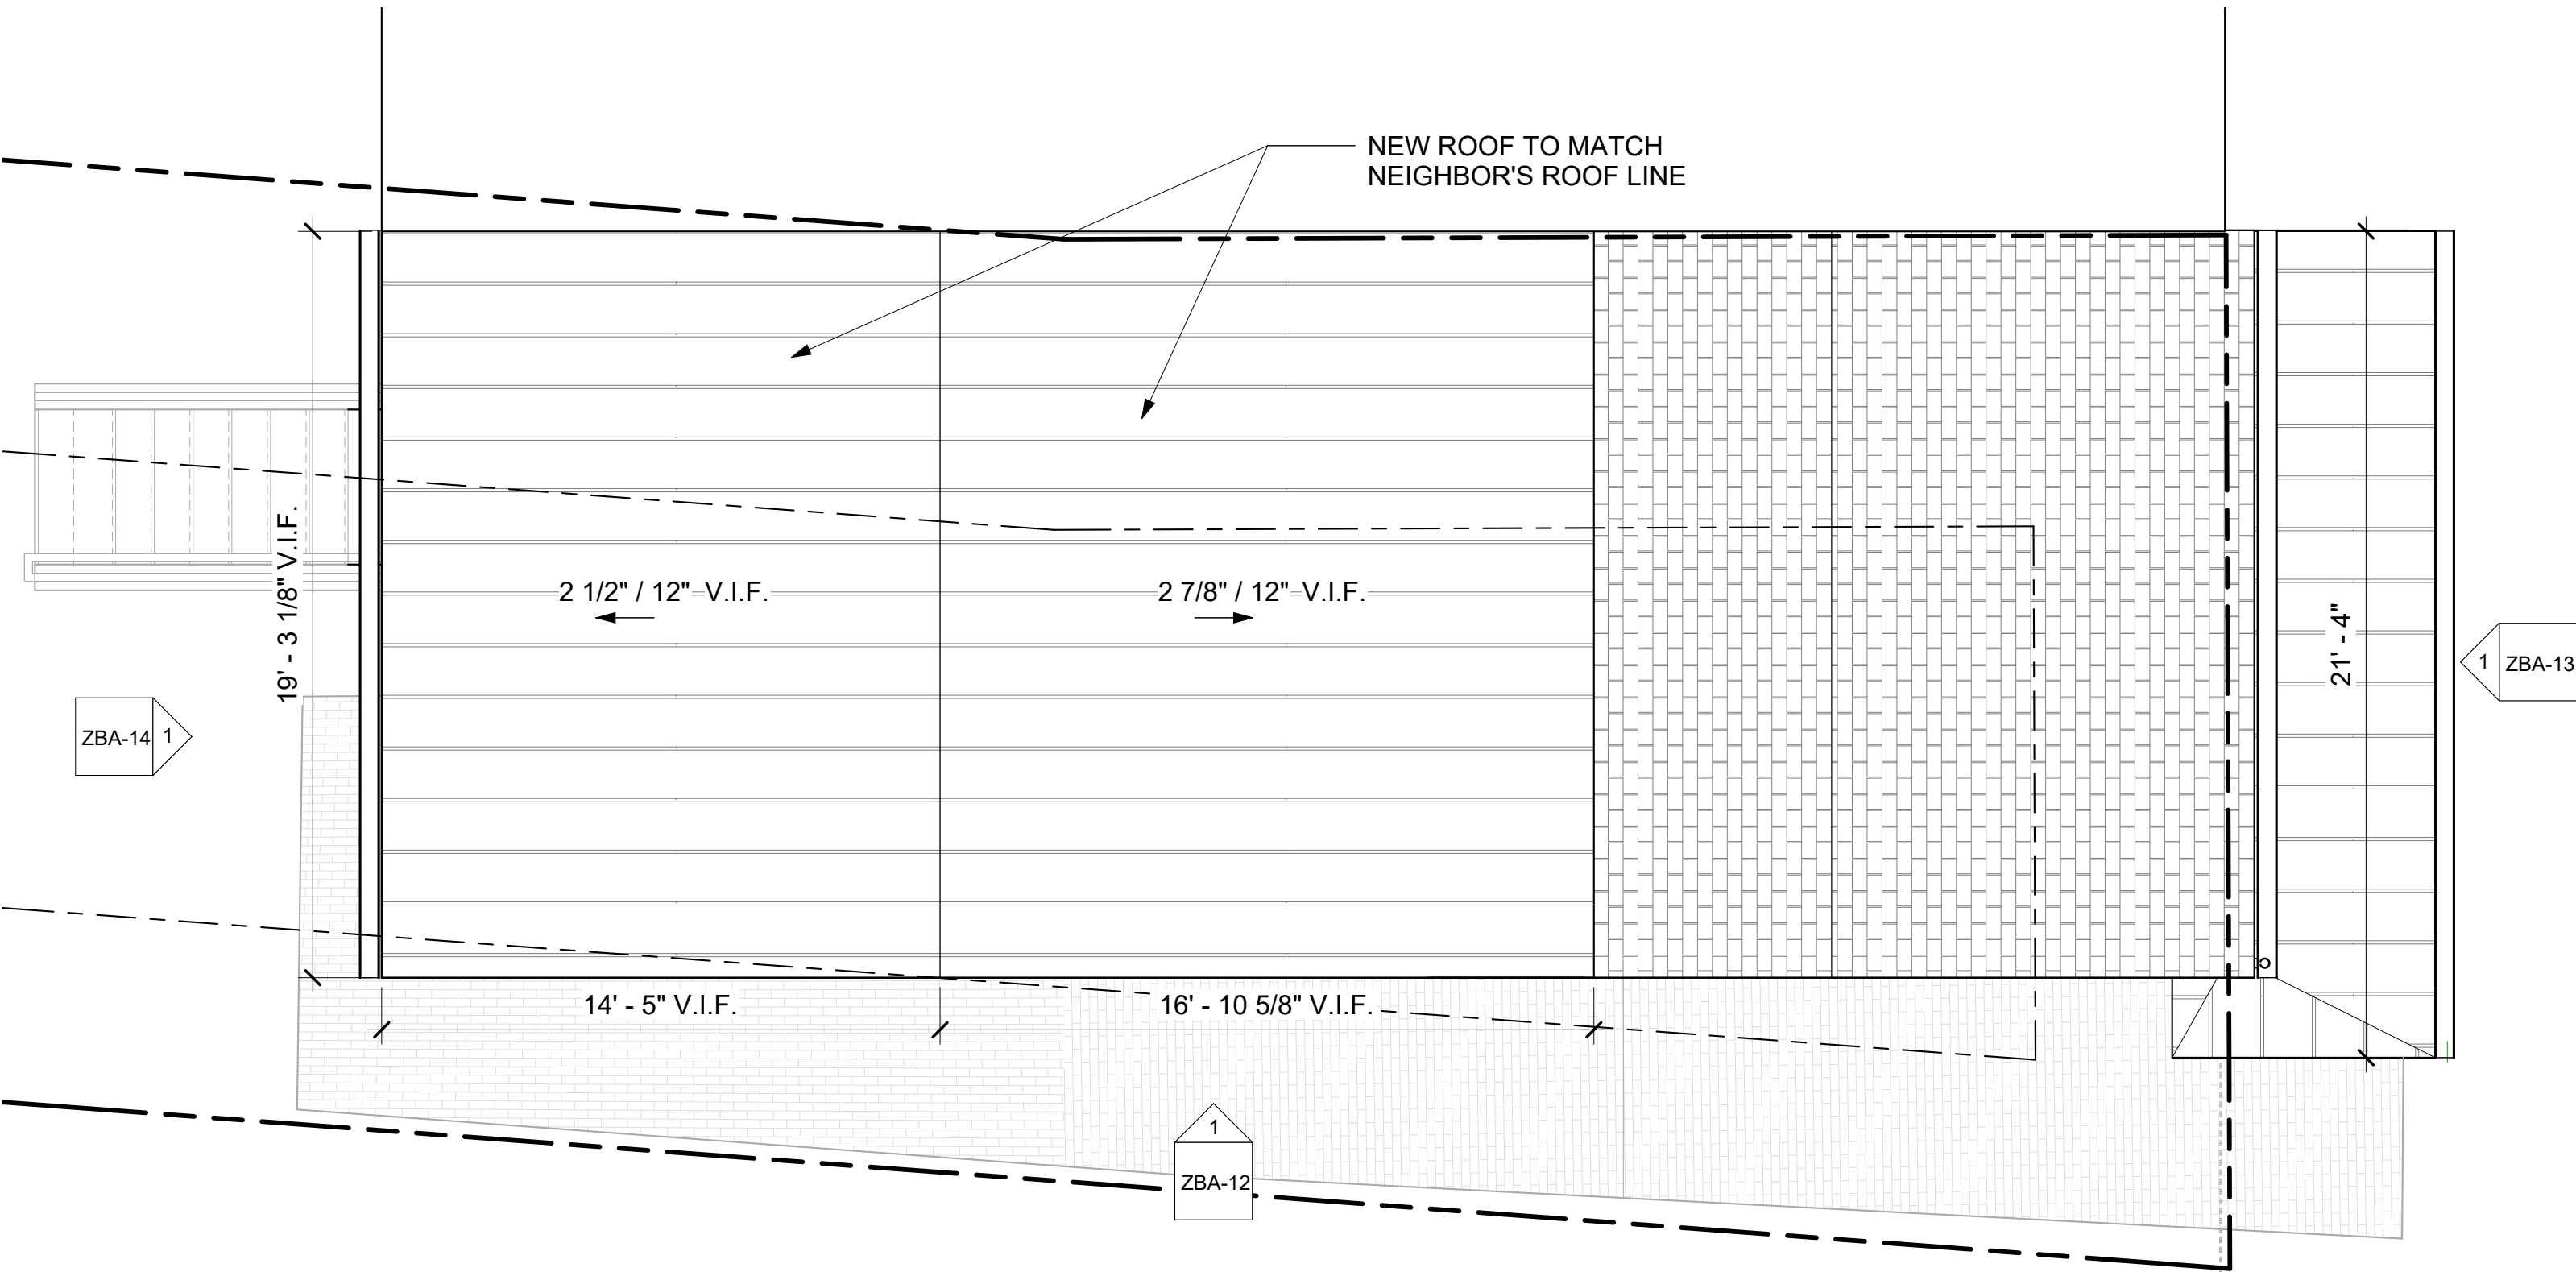 NEW ROOF TO MATCH
NEIGHBOR'S ROOF LINE
2 1/2" / 12" V.I.F.
2 7/8" / 12" V.I.F.
19' - 3 1/8" V.I.F.
21' - 4"
1 ZBA-13
ZBA-14 1
14' - 5" V.I.F.
16' - 10 5/8" V.I.F.
1
ZBA-12